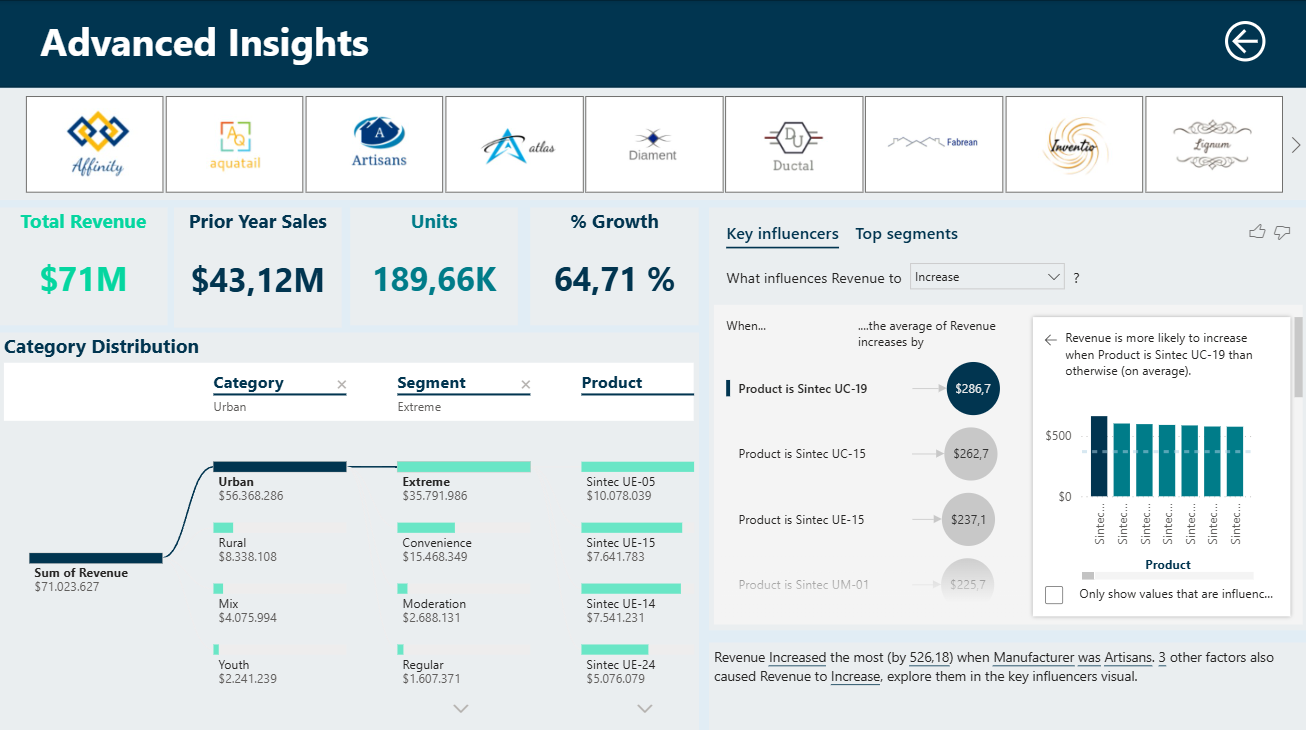 Advanced Insights
Affinity
AQ
aquatail
A
Artisans
atlas
Diament
DU
Ductal
Fabrean
Inventio
Lignum
Total Revenue
$71M
Prior Year Sales
$43,12M
Units
189,66K
% Growth
64,71 %
Category Distribution
Category
Urban
Segment
Extreme
Product
Sum of Revenue
$71.023.627
Urban
$56.368.286
Rural
$8.338.108
Mix
$4.075.994
Youth
$2.241.239
Extreme
$35.791.986
Convenience
$15.468.349
Moderation
$2.688.131
Regular
$1.607.371
Sintec UE-05
$10.078.039
Sintec UE-15
$7.641.783
Sintec UE-14
$7.541.231
Sintec UE-24
$5.076.079
Key influencers
Top segments
What influences Revenue to Increase ?
When...
....the average of Revenue
increases by
Product is Sintec UC-19 $286,7
Product is Sintec UC-15 $262,7
Product is Sintec UE-15 $237,1
Product is Sintec UM-01 $225,7
Revenue is more likely to increase
when Product is Sintec UC-19 than
otherwise (on average).
$500
$0
Sintec...
Sintec...
Sintec...
Sintec...
Sintec...
Sintec...
Sintec...
Product
Only show values that are influenc...
Revenue Increased the most (by 526,18) when Manufacturer was Artisans. 3 other factors also
caused Revenue to Increase, explore them in the key influencers visual.